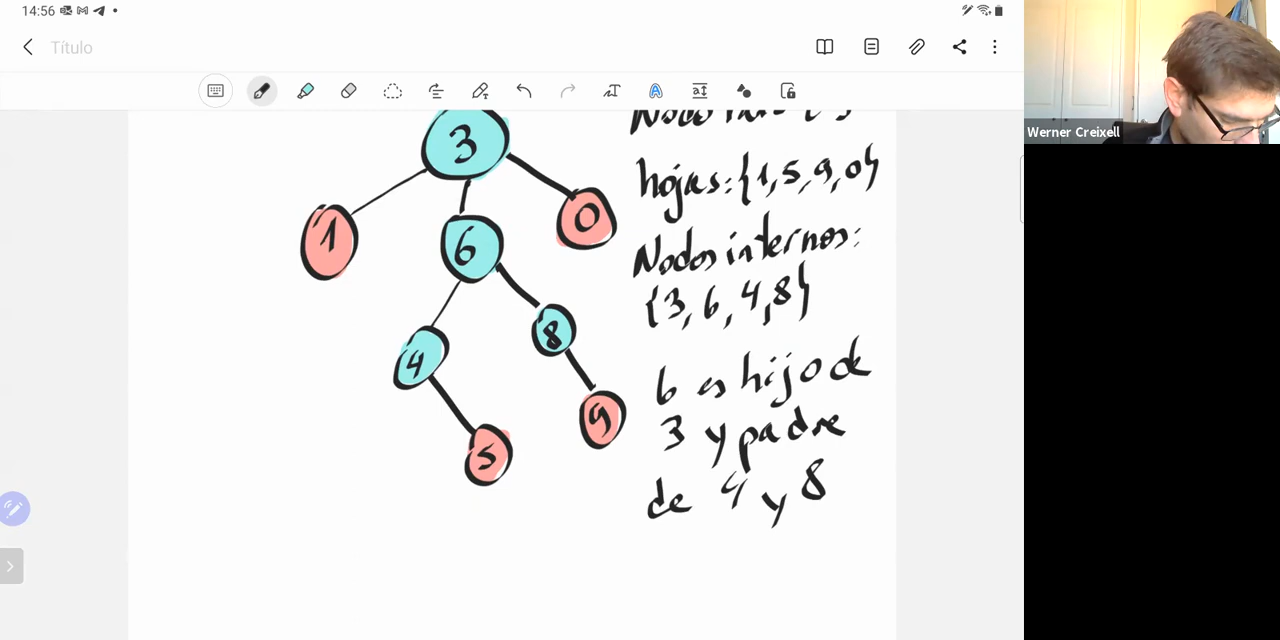 14:56
Título
Werner Creixell
3
1
6
0
4
8
5
9
hojas: {1, 5, 9, 0}
Nodos internos:
{3, 6, 4, 8}
6 es hijo de
3 y padre
de 4 y 8